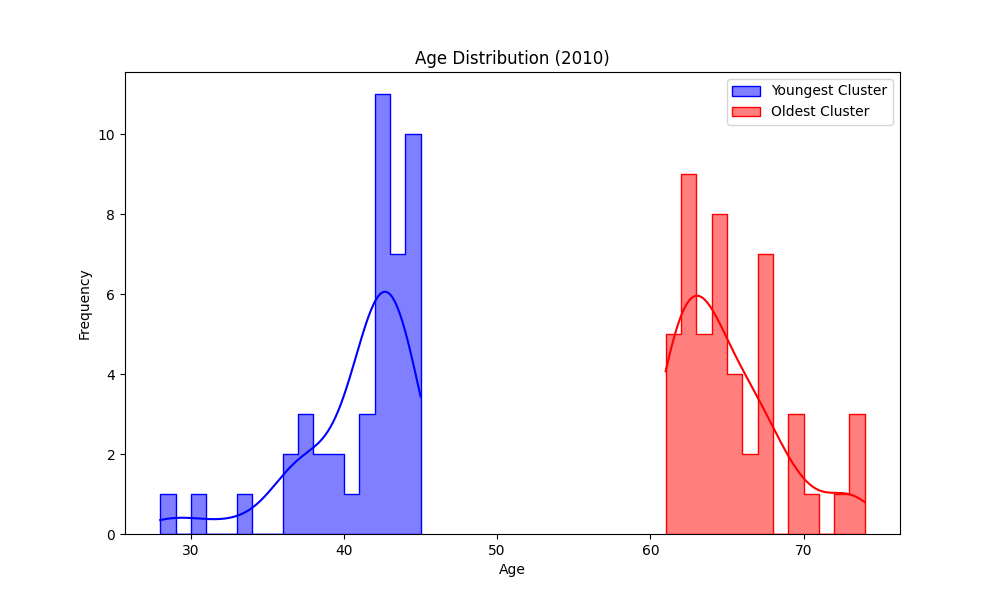 Age Distribution (2010)
Youngest Cluster
Oldest Cluster
Frequency
10
8
6
4
2
0
30 40 50 60 70
Age